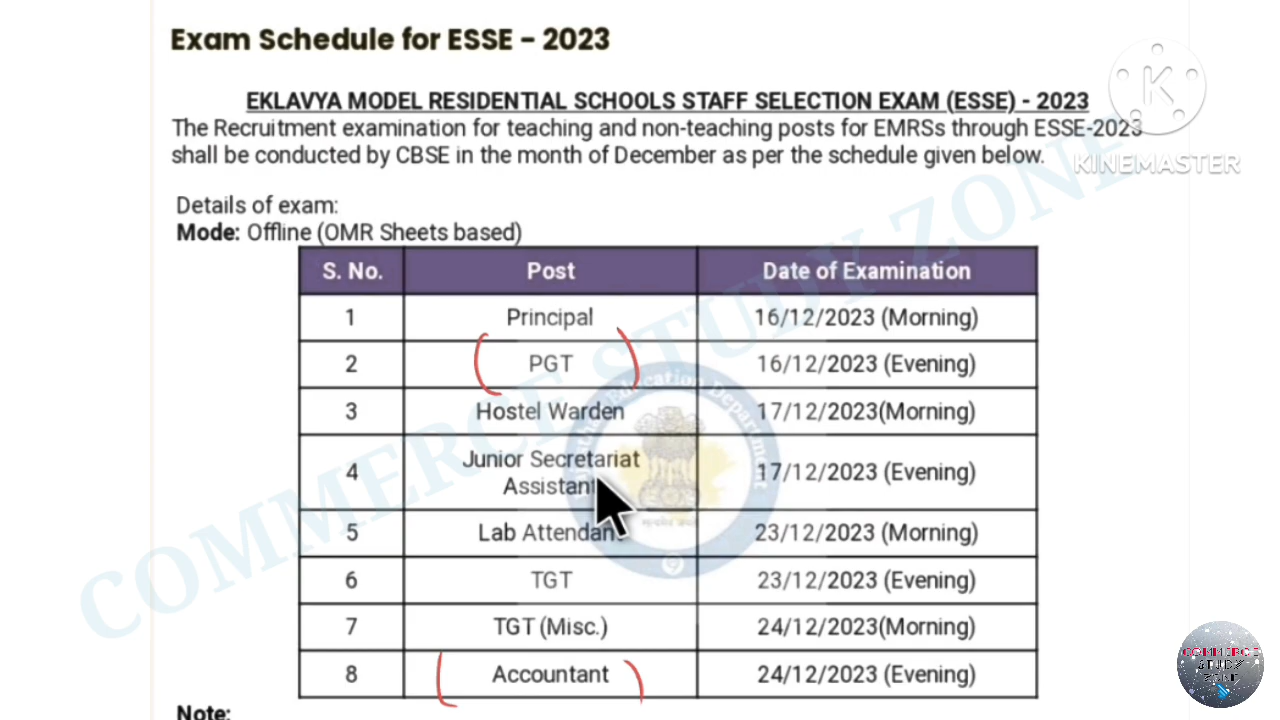 Exam Schedule for ESSE - 2023
EKLAVYA MODEL RESIDENTIAL SCHOOLS STAFF SELECTION EXAM (ESSE) - 2023
The Recruitment examination for teaching and non-teaching posts for EMRSs through ESSE-2023
shall be conducted by CBSE in the month of December as per the schedule given below.
KINEMASTER
Details of exam:
Mode: Offline (OMR Sheets based)
S. No. Post Date of Examination
1 Principal 16/12/2023 (Morning)
2 PGT 16/12/2023 (Evening)
3 Hostel Warden 17/12/2023(Morning)
4 Junior Secretariat Assistant 17/12/2023 (Evening)
5 Lab Attendant 23/12/2023 (Morning)
6 TGT 23/12/2023 (Evening)
7 TGT (Misc.) 24/12/2023(Morning)
8 Accountant 24/12/2023 (Evening)
Note:
COMMERCE STUDY ZONE
COMMERCE
STUDY
ZONE